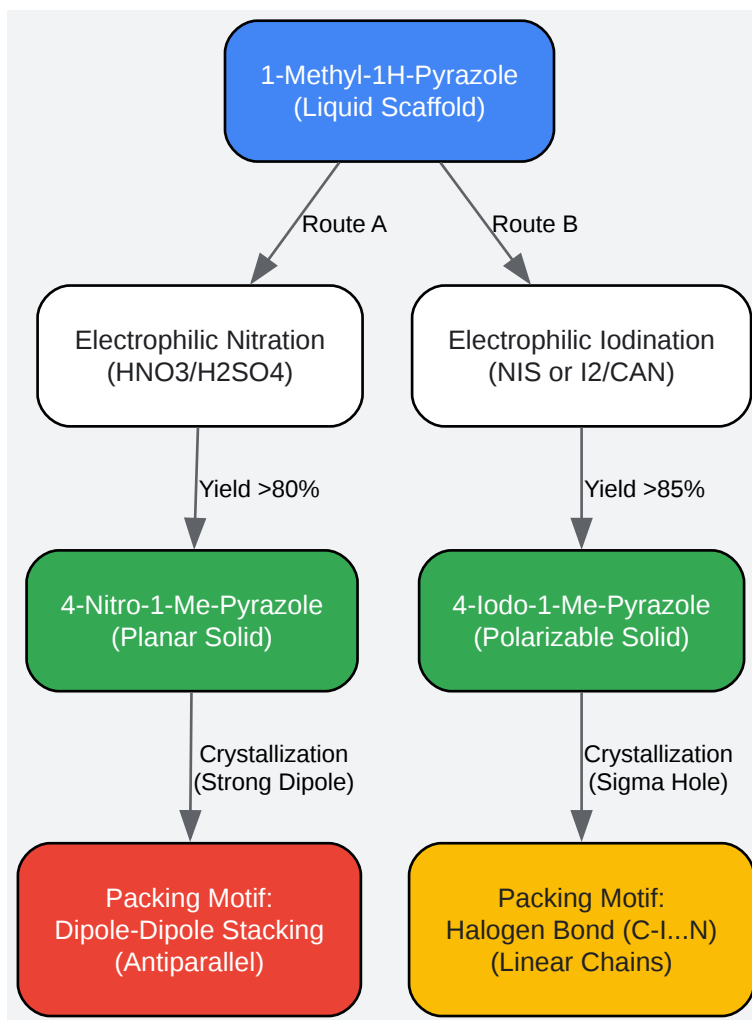 1-Methyl-1H-Pyrazole
(Liquid Scaffold)
Route A
Route B
Electrophilic Nitration
(HNO3/H2SO4)
Electrophilic Iodination
(NIS or I2/CAN)
Yield >80%
Yield >85%
4-Nitro-1-Me-Pyrazole
(Planar Solid)
4-Iodo-1-Me-Pyrazole
(Polarizable Solid)
Crystallization
(Strong Dipole)
Crystallization
(Sigma Hole)
Packing Motif:
Dipole-Dipole Stacking
(Antiparallel)
Packing Motif:
Halogen Bond (C-I...N)
(Linear Chains)